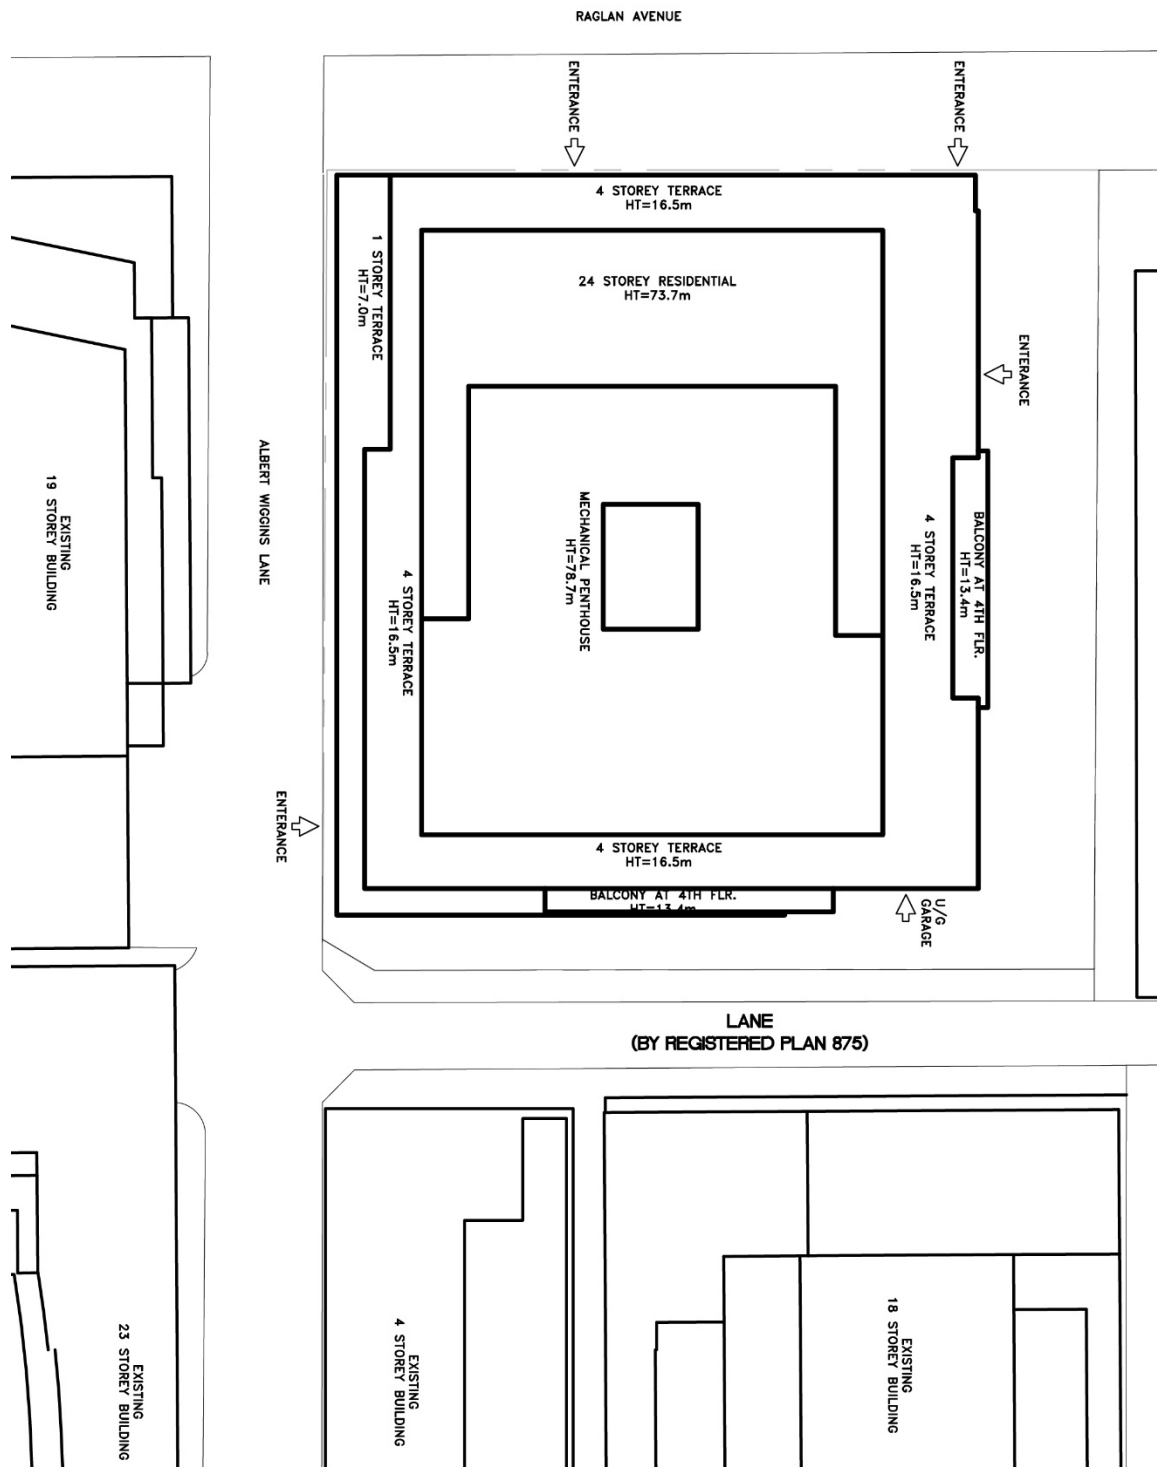 RAGLAN AVENUE
ENTERANCE
ENTERANCE
4 STOREY TERRACE
HT=16.5m
1 STOREY TERRACE
HT=7.0m
24 STOREY RESIDENTIAL
HT=73.7m
ENTERANCE
ALBERT WIGGINS LANE
EXISTING
19 STOREY BUILDING
MECHANICAL PENTHOUSE
HT=78.7m
BALCONY AT 4TH FLR.
HT=13.4m
4 STOREY TERRACE
HT=16.5m
4 STOREY TERRACE
HT=16.5m
ENTERANCE
4 STOREY TERRACE
HT=16.5m
BALCONY AT 4TH FLR.
HT=13.4m
U/G
GARAGE
LANE
(BY REGISTERED PLAN 875)
EXISTING
23 STOREY BUILDING
EXISTING
4 STOREY BUILDING
EXISTING
18 STOREY BUILDING